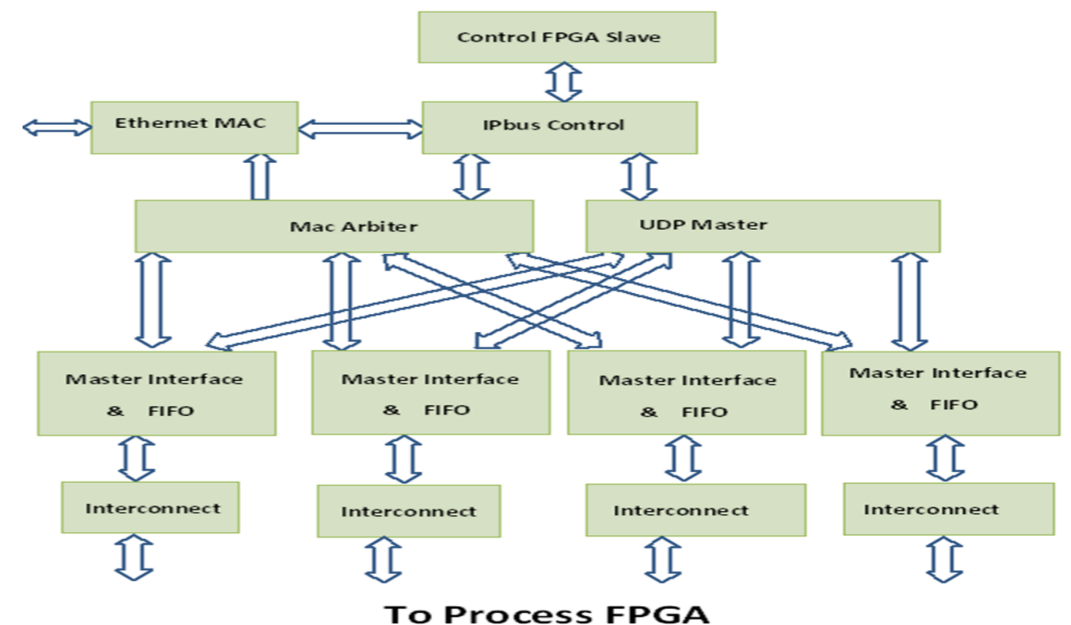 Control FPGA Slave
Ethernet MAC
IPbus Control
Mac Arbiter
UDP Master
Master Interface
& FIFO
Master Interface
& FIFO
Master Interface
& FIFO
Master Interface
& FIFO
Interconnect
Interconnect
Interconnect
Interconnect
To Process FPGA